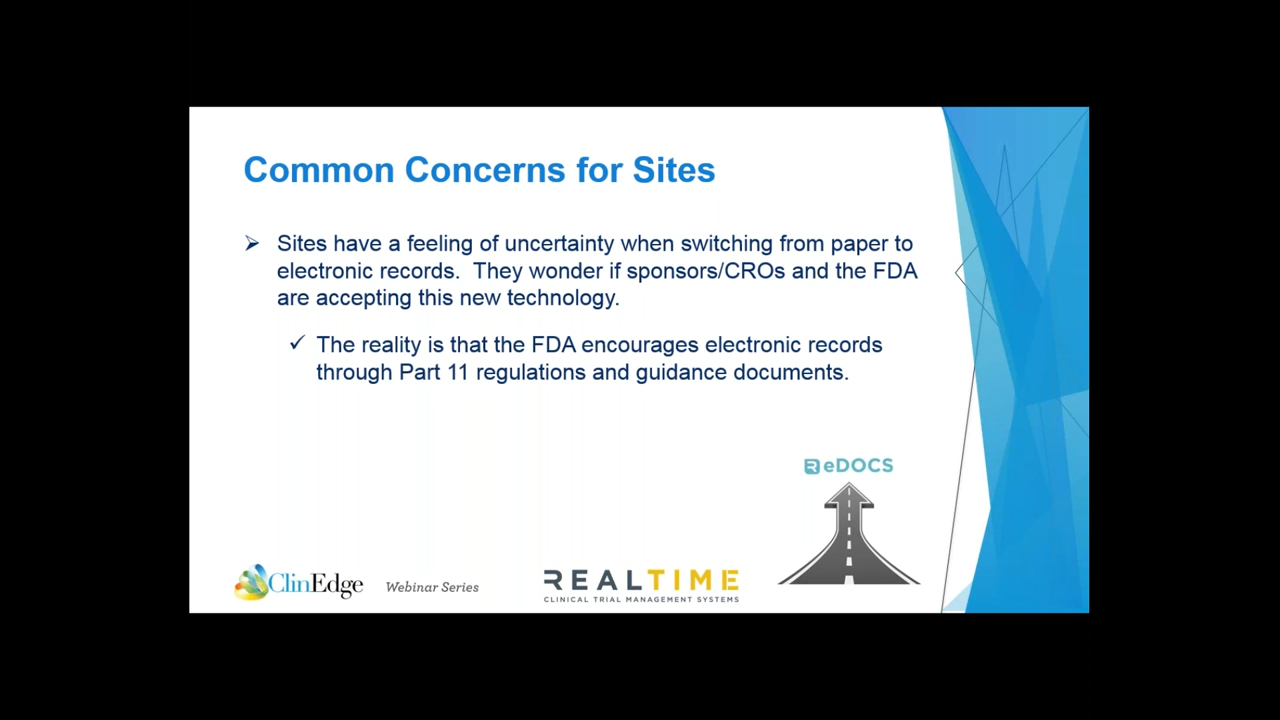 Common Concerns for Sites
➢ Sites have a feeling of uncertainty when switching from paper to
electronic records.  They wonder if sponsors/CROs and the FDA
are accepting this new technology.
✓ The reality is that the FDA encourages electronic records
through Part 11 regulations and guidance documents.
R eDOCS
ClinEdge Webinar Series
REALTIME
CLINICAL TRIAL MANAGEMENT SYSTEMS